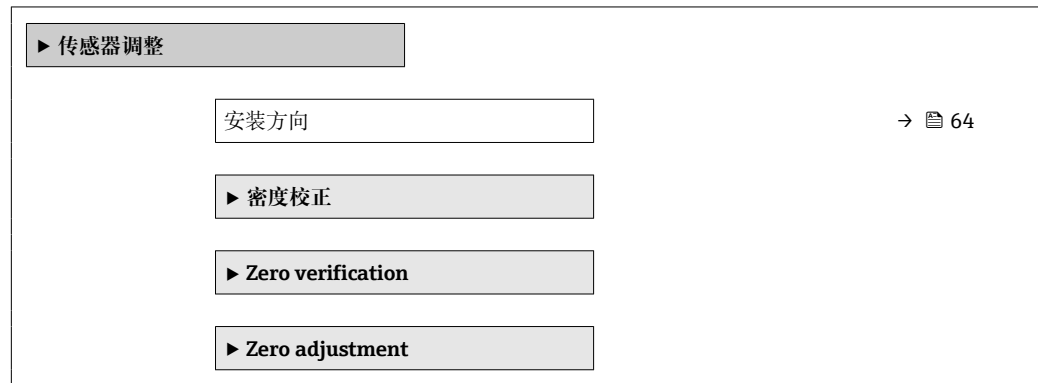 ▶ 传感器调整
安装方向 → 🖹 64
▶ 密度校正
▶ Zero verification
▶ Zero adjustment